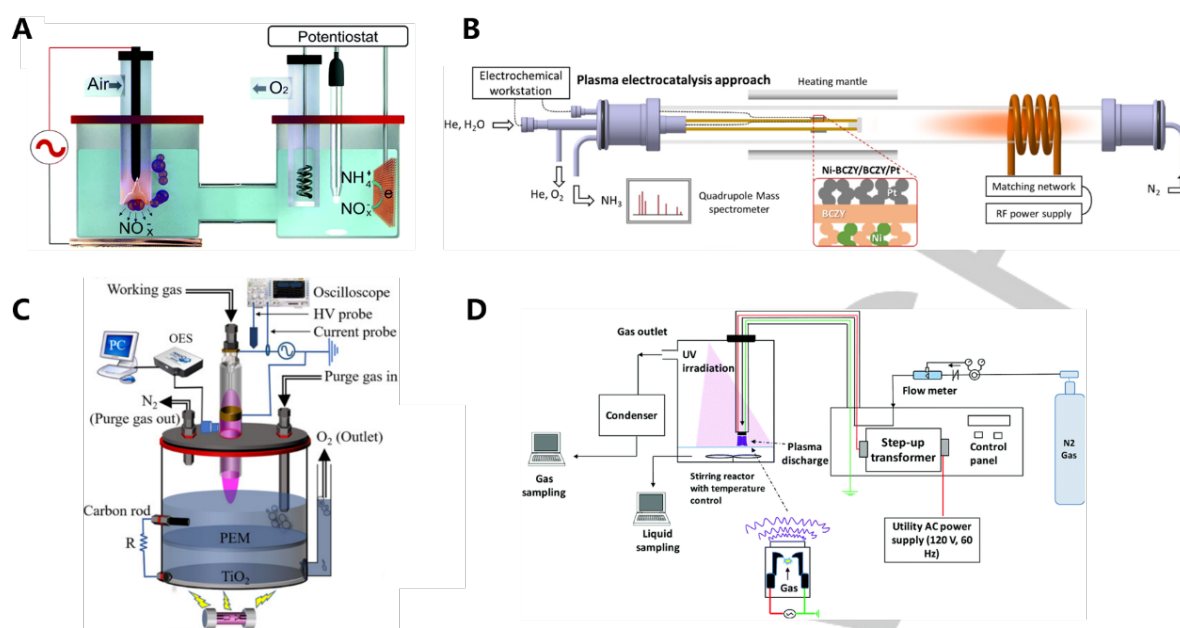 A
Potentiostat
Air
O₂
NH₄⁺
e
NOₓ⁻
NOₓ⁻
B
Plasma electrocatalysis approach
Heating mantle
Electrochemical
workstation
He, H₂O
He, O₂
NH₃
Quadrupole Mass
spectrometer
Ni-BCZY/BCZY/Pt
Pt
BCZY
Ni
Matching network
RF power supply
N₂
C
Working gas
Oscilloscope
HV probe
Current probe
PC
OES
Purge gas in
N₂
(Purge gas out)
O₂ (Outlet)
Carbon rod
R
PEM
TiO₂
D
Gas outlet
UV
irradiation
Condenser
Flow meter
Plasma
discharge
Step-up
transformer
Control
panel
N2
Gas
Gas
sampling
Stirring reactor
with temperature
control
Liquid
sampling
Utility AC power
supply (120 V, 60
Hz)
Gas